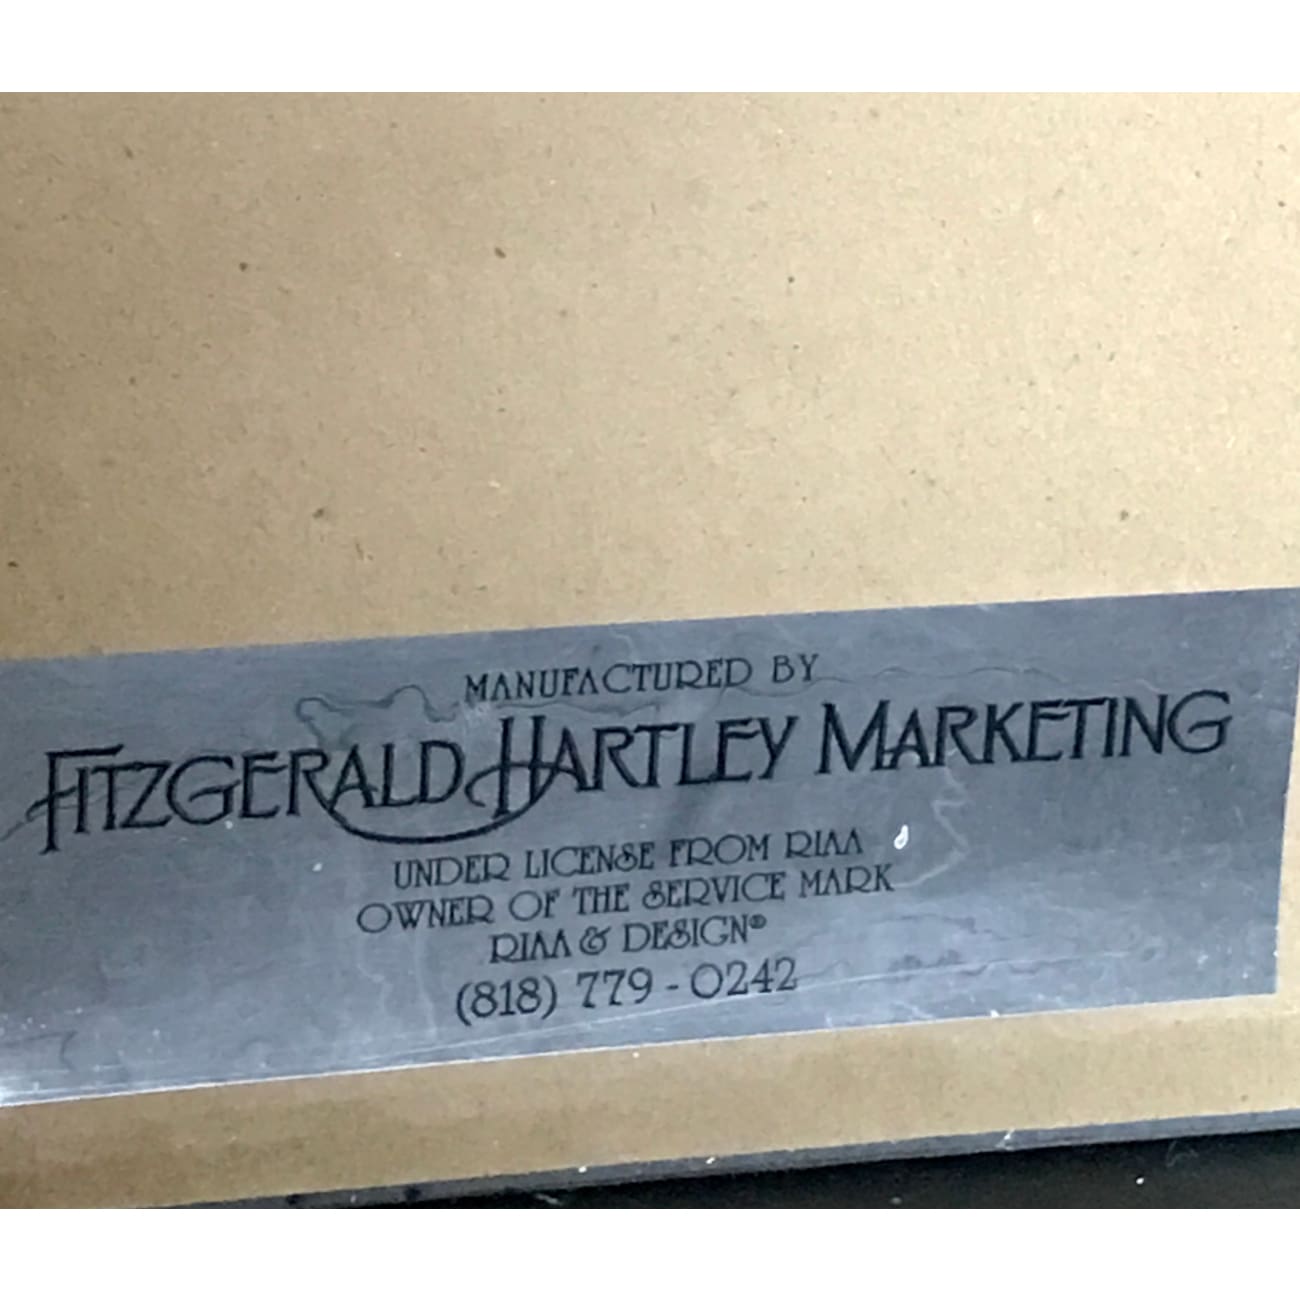 MANUFACTURED BY
FITZGERALD HARTLEY MARKETING
UNDER LICENSE FROM RIAA
OWNER OF THE SERVICE MARK
RIAA & DESIGN®
(818) 779-0242